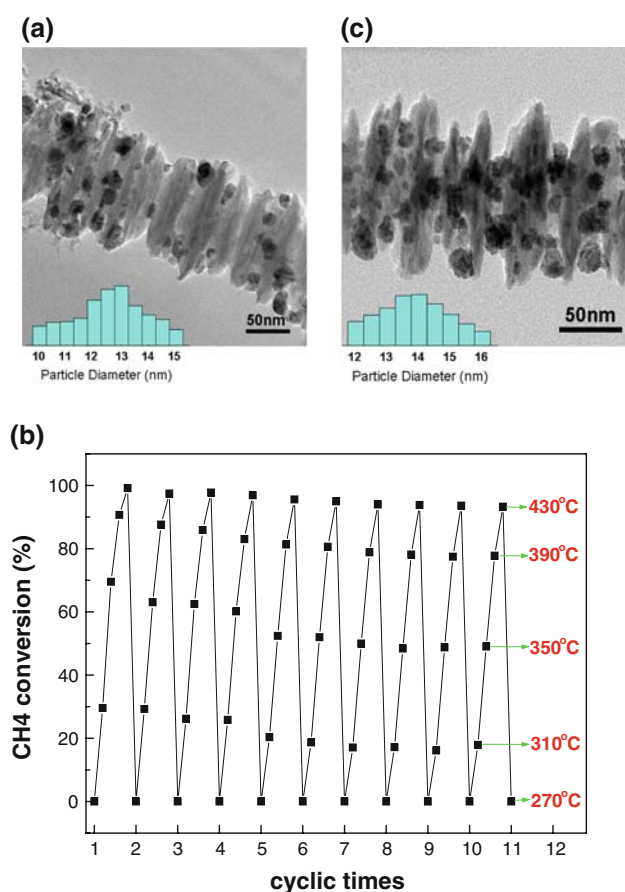 (a)
50nm
10 11 12 13 14 15
Particle Diameter (nm)
(c)
50nm
12 13 14 15 16
Particle Diameter (nm)
(b)
CH4 conversion (%)
100
80
60
40
20
0
430°C
390°C
350°C
310°C
270°C
1 2 3 4 5 6 7 8 9 10 11 12
cyclic times